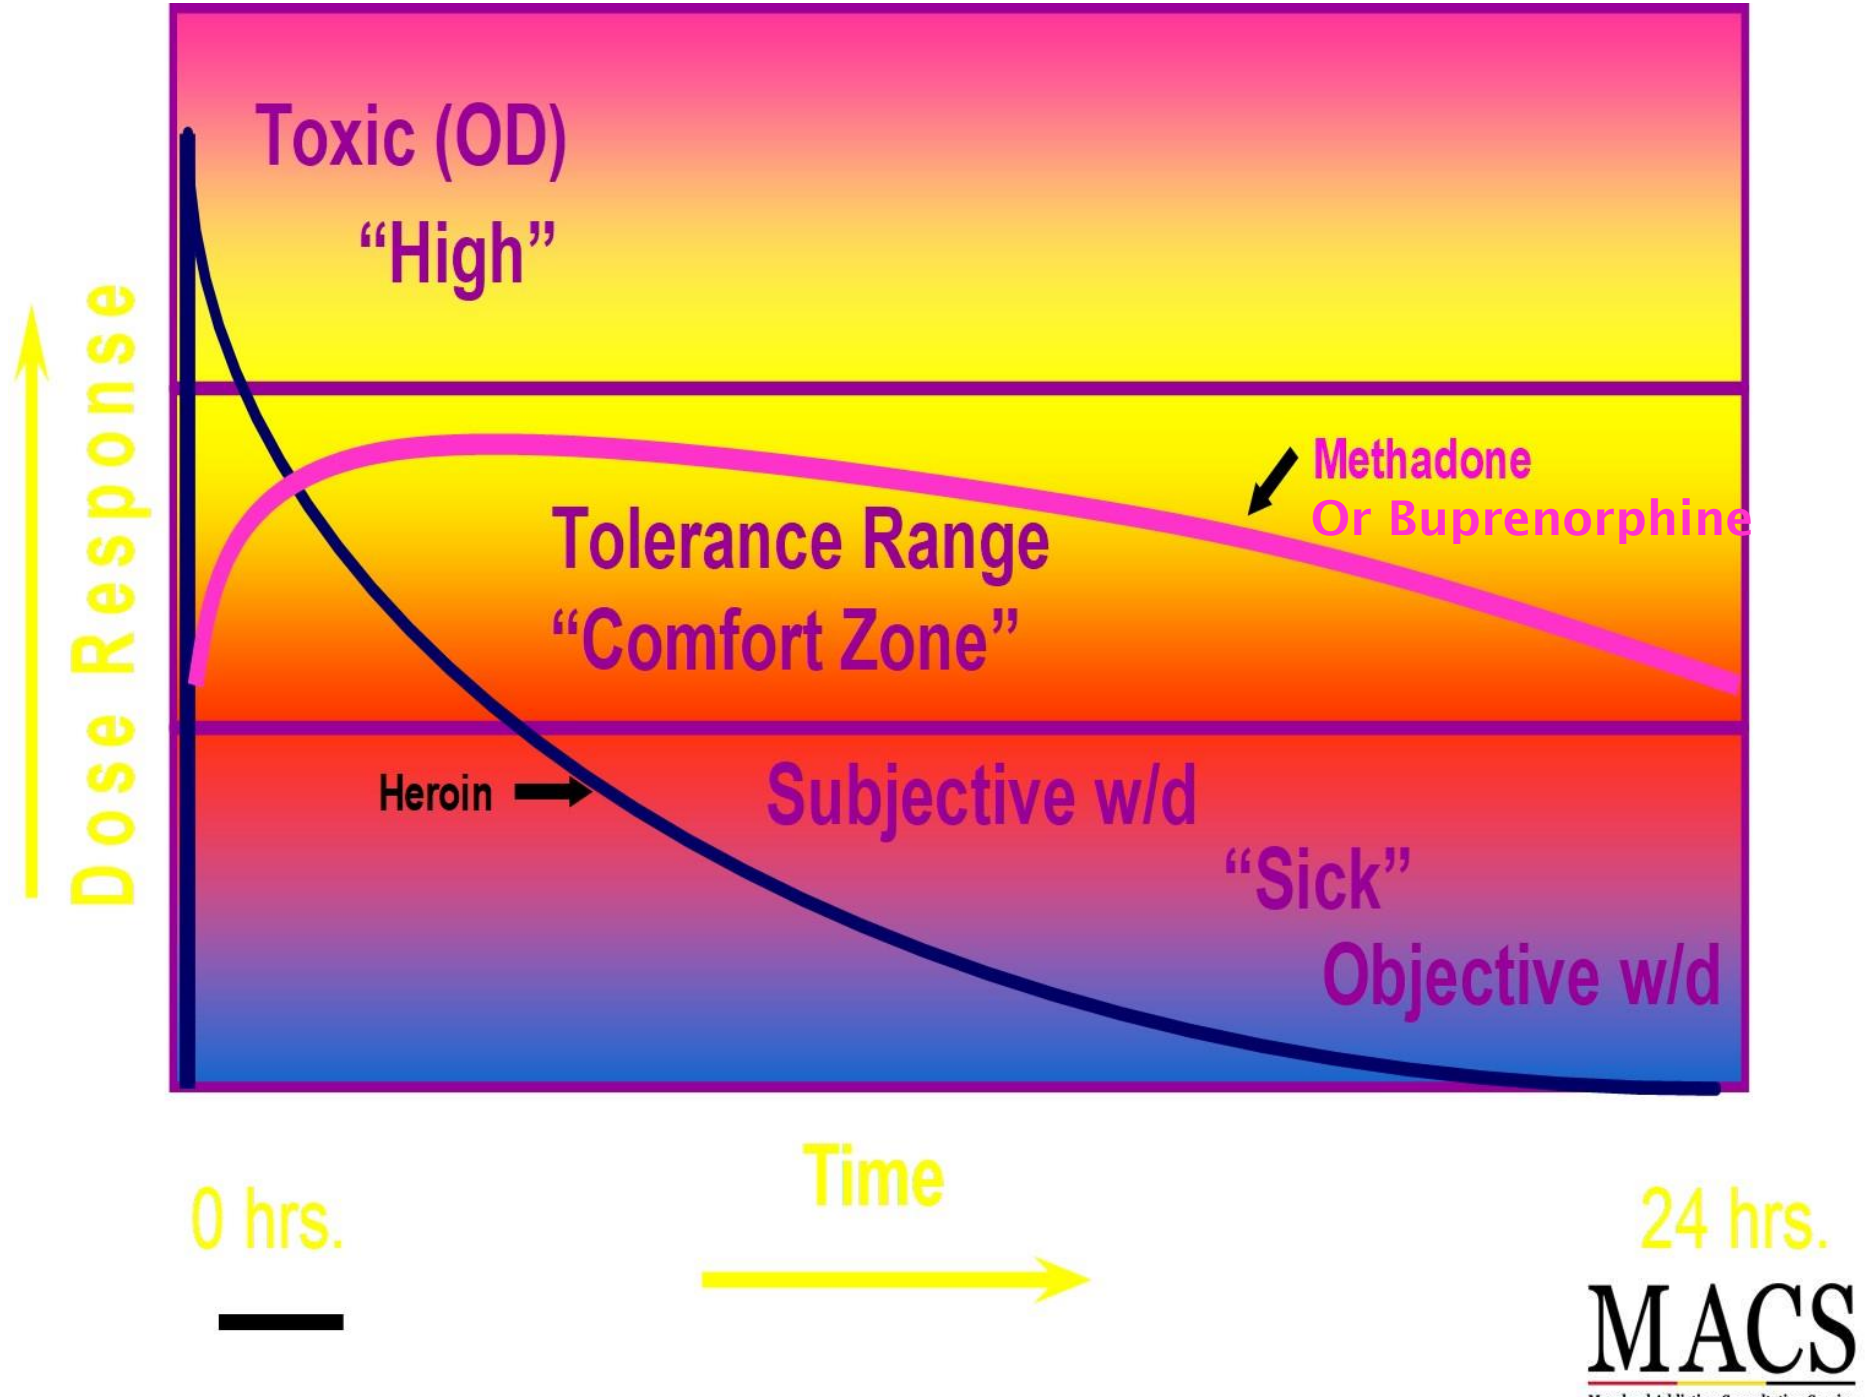 Toxic (OD)
“High”
Dose Response
Methadone
Or Buprenorphine
Tolerance Range
“Comfort Zone”
Heroin
Subjective w/d
“Sick”
Objective w/d
Time
0 hrs.
24 hrs.
MACS